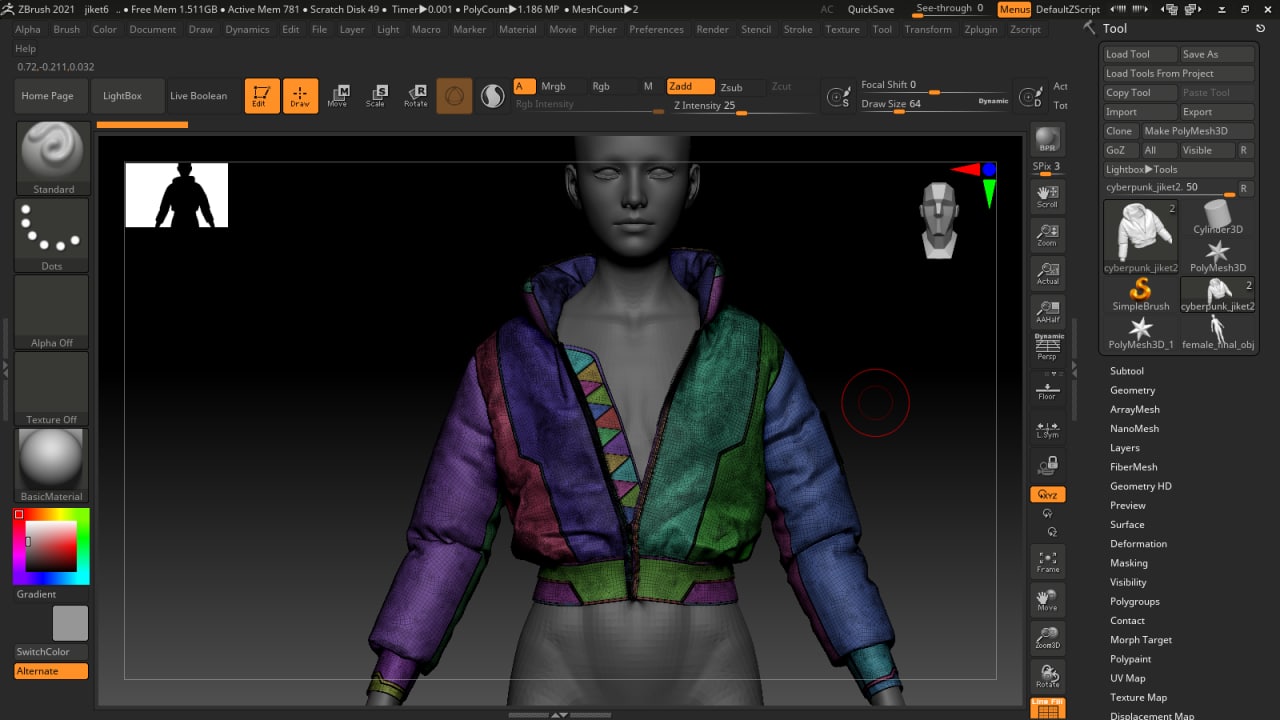 ZBrush 2021 jiket6 .. ● Free Mem 1.511GB ● Active Mem 781 ● Scratch Disk 49 ● Timer▶0.001 ● PolyCount▶1.186 MP ● MeshCount▶2 AC QuickSave See-through 0 Menus DefaultZScript
Alpha Brush Color Document Draw Dynamics Edit File Layer Light Macro Marker Material Movie Picker Preferences Render Stencil Stroke Texture Tool Transform Zplugin Zscript
Help
0.72,-0.211,0.032
Home Page LightBox Live Boolean Edit Draw Move Scale Rotate
A Mrgb Rgb M Zadd Zsub Zcut
Rgb Intensity Z Intensity 25
Focal Shift 0
Draw Size 64 Dynamic
S D
Act
Tot
Standard
Dots
Alpha Off
Texture Off
BasicMaterial
Gradient
SwitchColor
Alternate
BPR
SPix 3
Scroll
Zoom
Actual
AAHalf
Dynamic
Persp
Floor
L.Sym
XYZ
Frame
Move
Zoom3D
Rotate
Line Fill
Tool
Load Tool Save As
Load Tools From Project
Copy Tool Paste Tool
Import Export
Clone Make PolyMesh3D
GoZ All Visible R
Lightbox▶Tools
cyberpunk_jiket2. 50 R
2
Cylinder3D
cyberpunk_jiket2 PolyMesh3D
2
SimpleBrush cyberpunk_jiket2
PolyMesh3D_1 female_final_obj
Subtool
Geometry
ArrayMesh
NanoMesh
Layers
FiberMesh
Geometry HD
Preview
Surface
Deformation
Masking
Visibility
Polygroups
Contact
Morph Target
Polypaint
UV Map
Texture Map
Displacement Map